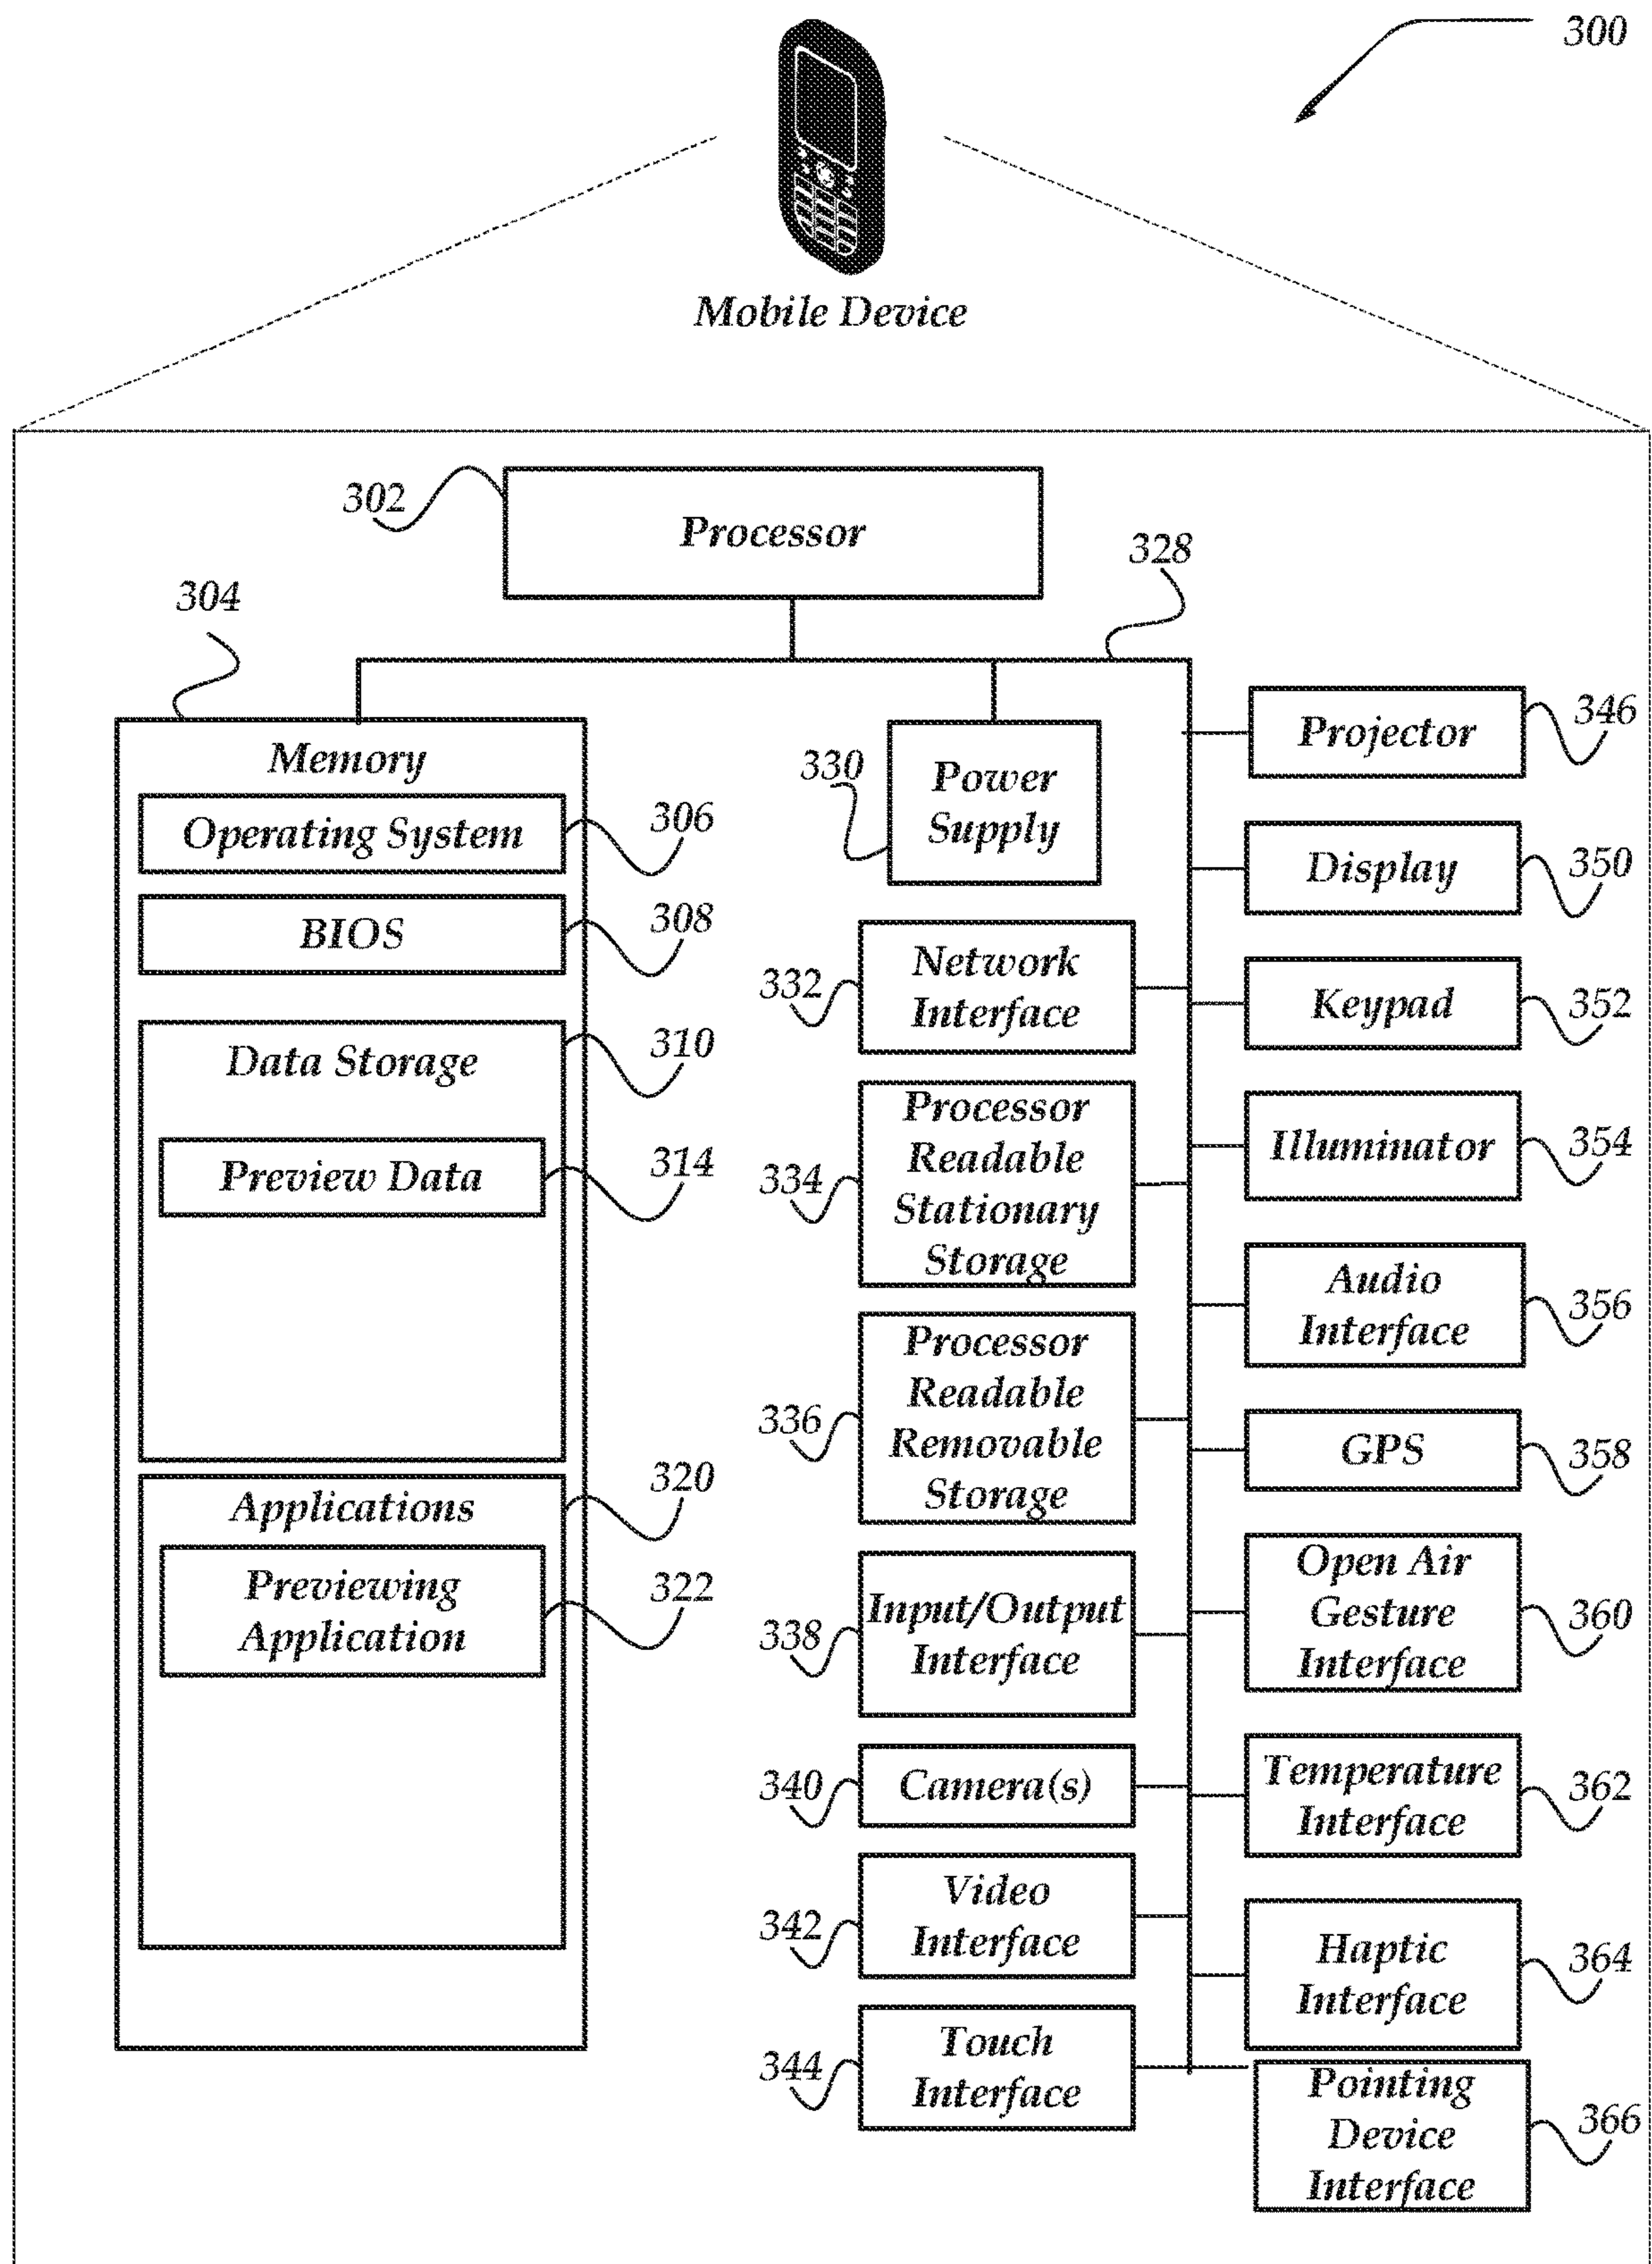 300
Mobile Device
302
Processor
328
304
Memory
Operating System
306
BIOS
308
Data Storage
310
Preview Data
314
Applications
320
Previewing
Application
322
330
Power
Supply
332
Network
Interface
334
Processor
Readable
Stationary
Storage
336
Processor
Readable
Removable
Storage
338
Input/Output
Interface
340
Camera(s)
342
Video
Interface
344
Touch
Interface
Projector
346
Display
350
Keypad
352
Illuminator
354
Audio
Interface
356
GPS
358
Open Air
Gesture
Interface
360
Temperature
Interface
362
Haptic
Interface
364
Pointing
Device
Interface
366